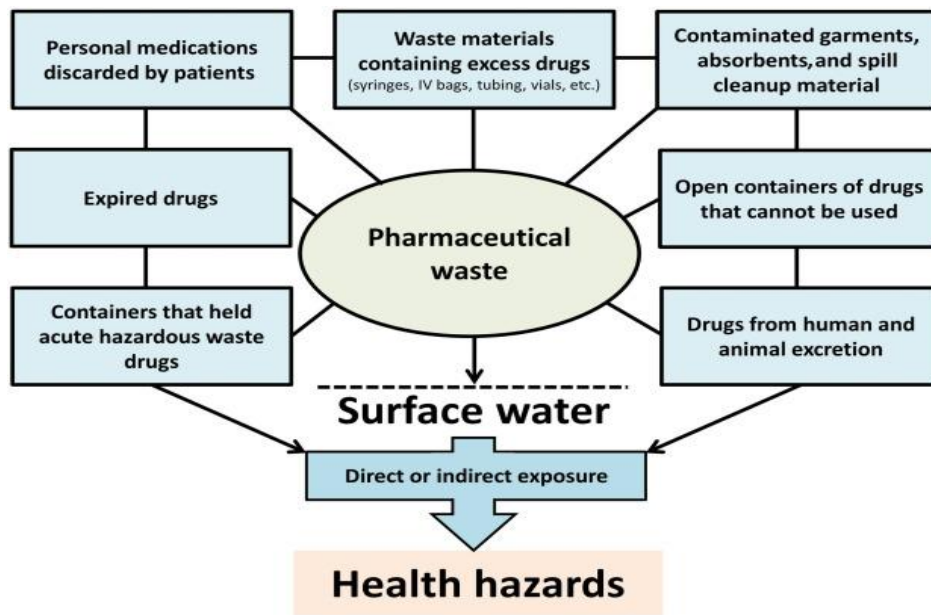 Personal medications
discarded by patients
Waste materials
containing excess drugs
(syringes, IV bags, tubing, vials, etc.)
Contaminated garments,
absorbents,and spill
cleanup material
Expired drugs
Pharmaceutical
waste
Open containers of drugs
that cannot be used
Containers that held
acute hazardous waste
drugs
Drugs from human and
animal excretion
Surface water
Direct or indirect exposure
Health hazards